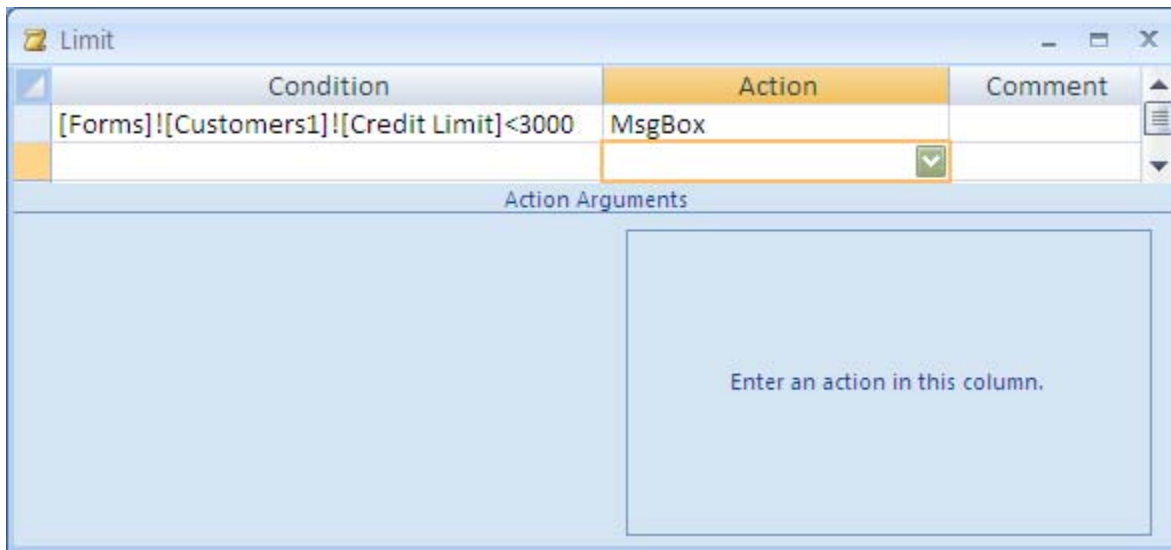 Limit
Condition Action Comment
[Forms]![Customers1]![Credit Limit]<3000 MsgBox
Action Arguments
Enter an action in this column.